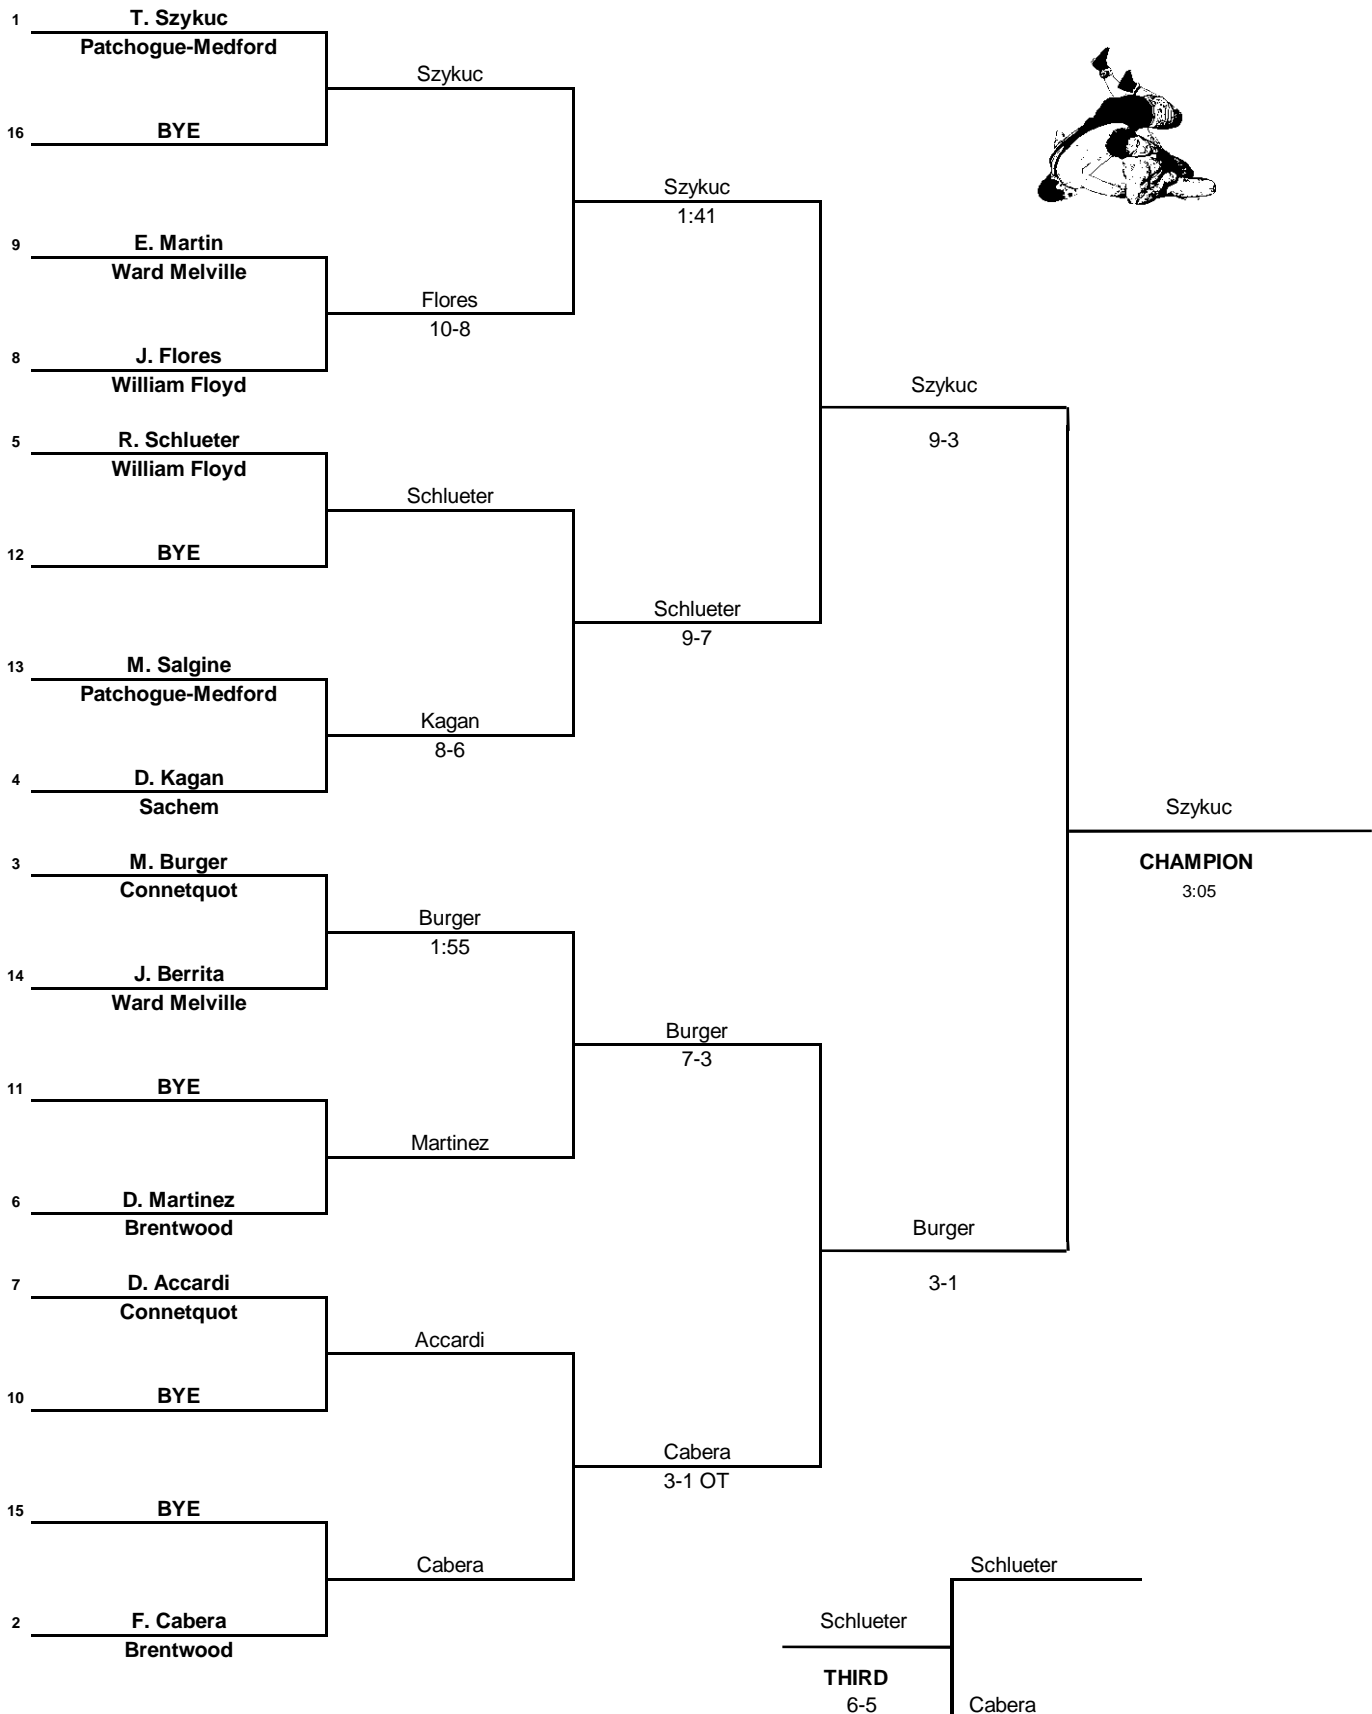 1 T. Szykuc
Patchogue-Medford
Szykuc
16 BYE
Szykuc
1:41
9 E. Martin
Ward Melville
Flores
10-8
8 J. Flores
William Floyd
Szykuc
9-3
5 R. Schlueter
William Floyd
Schlueter
12 BYE
Schlueter
9-7
13 M. Salgine
Patchogue-Medford
Kagan
8-6
4 D. Kagan
Sachem
Szykuc
CHAMPION
3:05
3 M. Burger
Connetquot
Burger
1:55
14 J. Berrita
Ward Melville
Burger
7-3
11 BYE
Martinez
6 D. Martinez
Brentwood
Burger
3-1
7 D. Accardi
Connetquot
Accardi
10 BYE
Cabera
3-1 OT
15 BYE
Cabera
2 F. Cabera
Brentwood
Schlueter
Schlueter
THIRD
6-5
Cabera